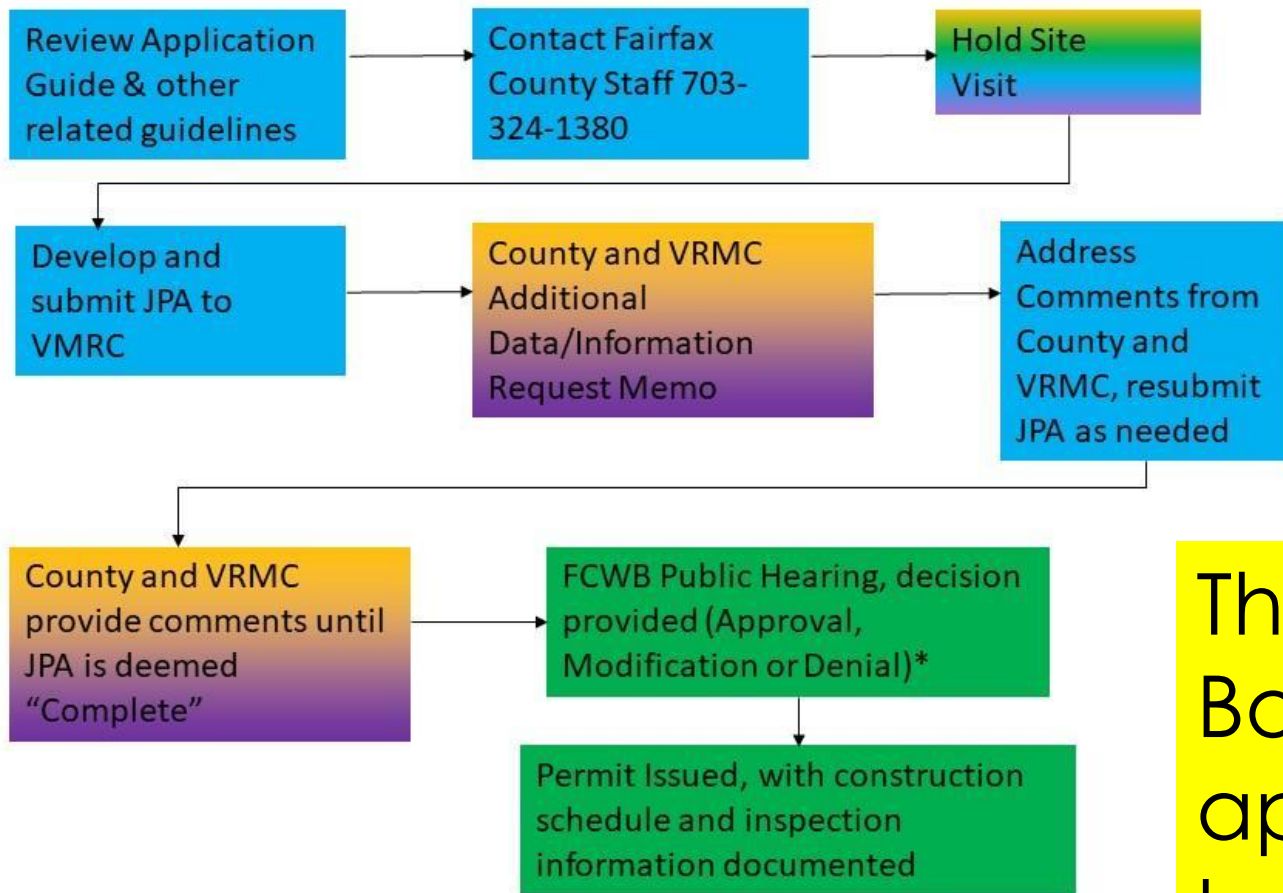 Review Application
Guide & other
related guidelines
Contact Fairfax
County Staff 703-
324-1380
Hold Site
Visit
Develop and
submit JPA to
VMRC
County and VRMC
Additional
Data/Information
Request Memo
Address
Comments from
County and
VRMC, resubmit
JPA as needed
County and VRMC
provide comments until
JPA is deemed
“Complete”
FCWB Public Hearing, decision
provided (Approval,
Modification or Denial)*
Permit Issued, with construction
schedule and inspection
information documented
Th
Bo
ap